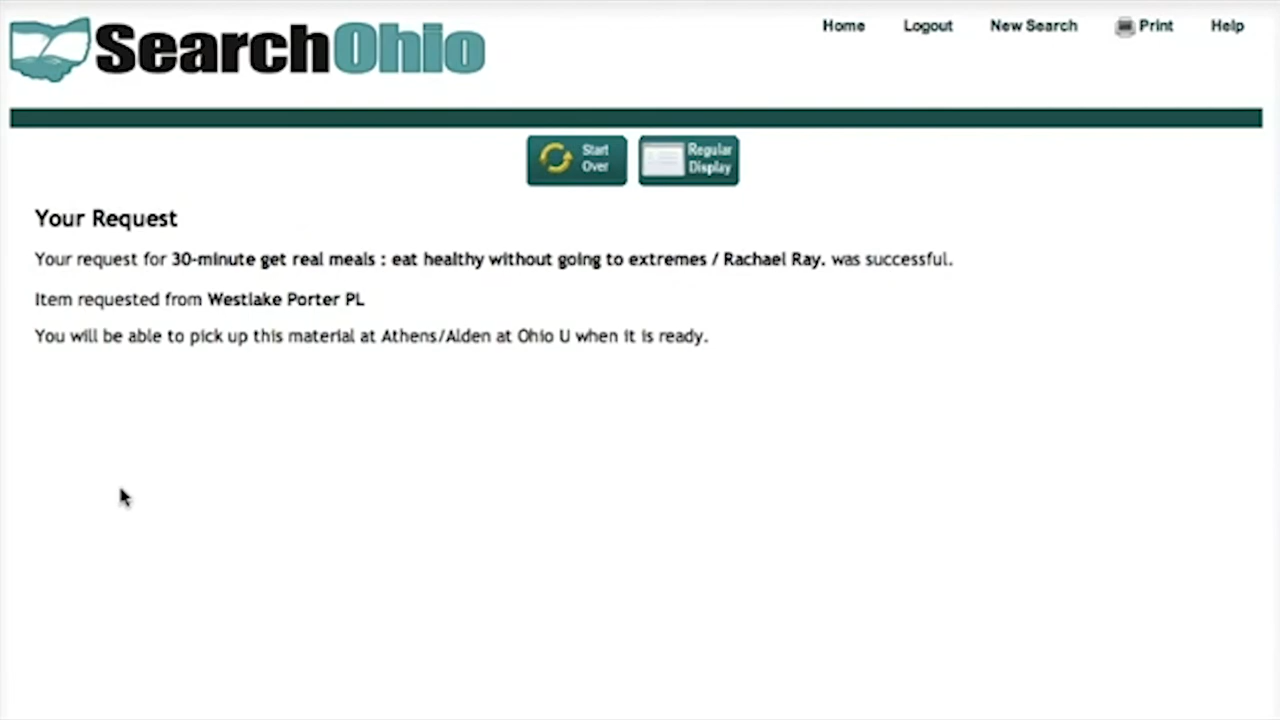 SearchOhio
Home Logout New Search Print Help
Start Over
Regular Display
Your Request
Your request for 30-minute get real meals : eat healthy without going to extremes / Rachael Ray. was successful.
Item requested from Westlake Porter PL
You will be able to pick up this material at Athens/Alden at Ohio U when it is ready.